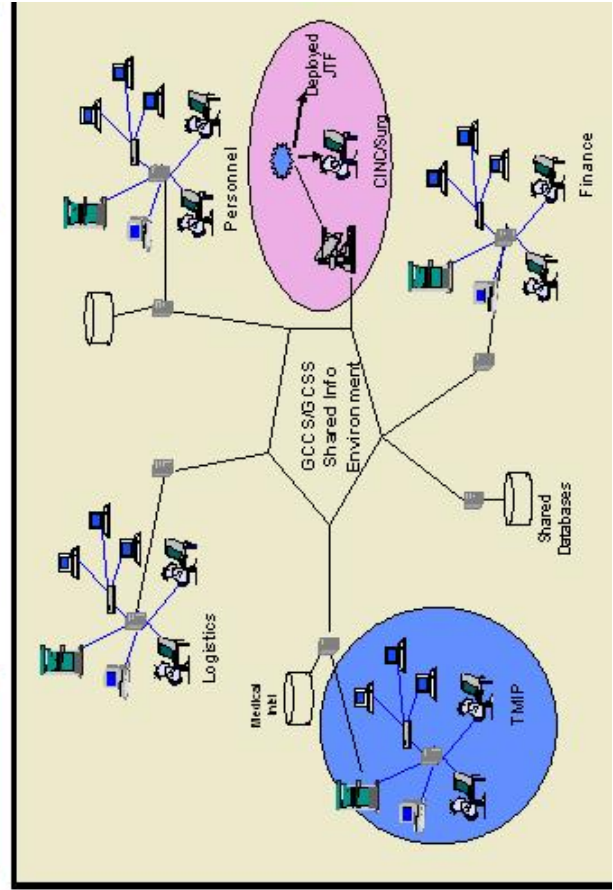 Logistics
Personnel
Medical
Intel
GCCS/GCSS
Shared Info
Environment
Deployed
JTF
CINC/Surg
TMIP
Shared
Databases
Finance